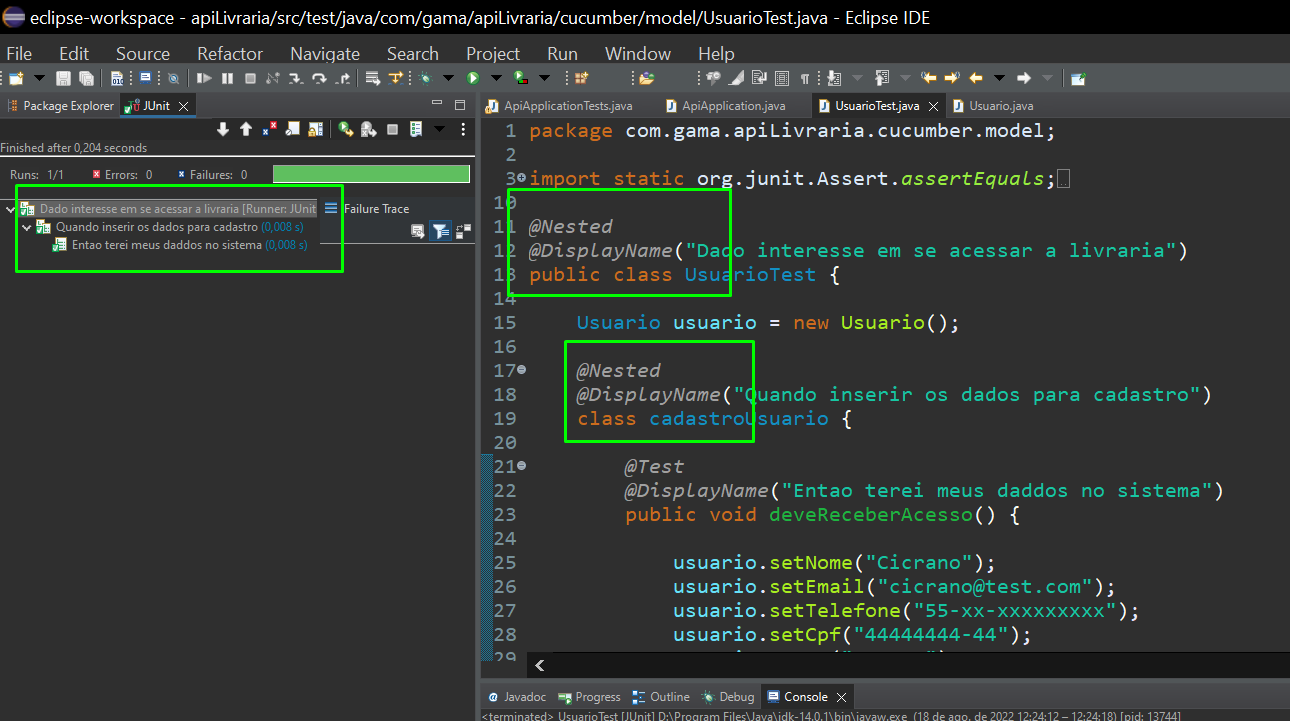 eclipse-workspace - apiLivraria/src/test/java/com/gama/apiLivraria/cucumber/model/UsuarioTest.java - Eclipse IDE
File Edit Source Refactor Navigate Search Project Run Window Help
Package Explorer JUnit
Finished after 0,204 seconds
Runs: 1/1 Errors: 0 Failures: 0
Dado interesse em se acessar a livraria [Runner: JUnit
Quando inserir os dados para cadastro (0,008 s)
Entao terei meus daddos no sistema (0,008 s)
Failure Trace
ApiApplicationTests.java ApiApplication.java UsuarioTest.java Usuario.java
1 package com.gama.apiLivraria.cucumber.model;
2
3 import static org.junit.Assert.assertEquals;
10
11 @Nested
12 @DisplayName("Dado interesse em se acessar a livraria")
13 public class UsuarioTest {
14
15 Usuario usuario = new Usuario();
16
17 @Nested
18 @DisplayName("Quando inserir os dados para cadastro")
19 class cadastroUsuario {
20
21 @Test
22 @DisplayName("Entao terei meus daddos no sistema")
23 public void deveReceberAcesso() {
24
25 usuario.setNome("Cicrano");
26 usuario.setEmail("cicrano@test.com");
27 usuario.setTelefone("55-xx-xxxxxxxxx");
28 usuario.setCpf("44444444-44");
29
Javadoc Progress Outline Debug Console
<terminated> UsuarioTest [JUnit] D:\Program Files\Java\jdk-14.0.1\bin\javaw.exe (18 de ago. de 2022 12:24:12 – 12:24:18) [pid: 13744]